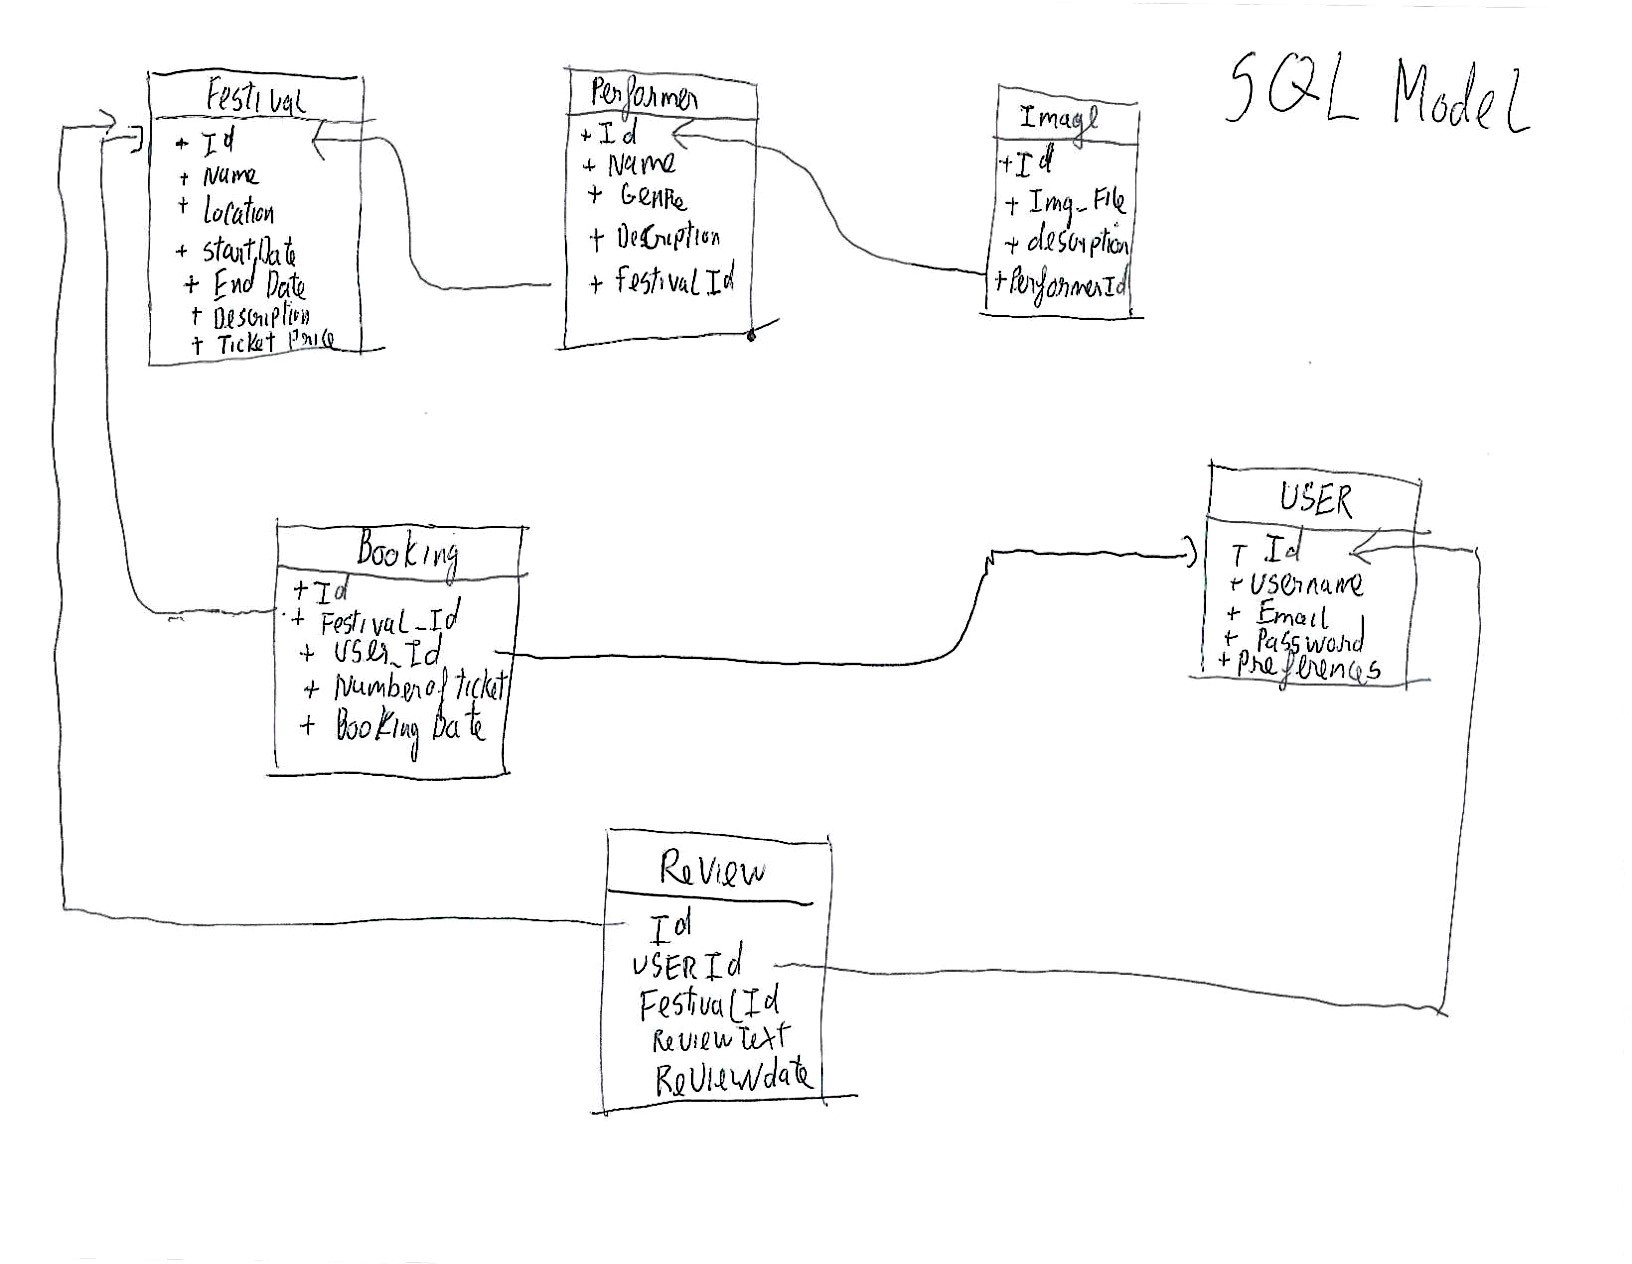 SQL Model
Festival
+ Id
+ Name
+ Location
+ Start Date
+ End Date
+ Description
+ Ticket Price
Performer
+ Id
+ Name
+ Genre
+ Description
+ Festival Id
Image
+ Id
+ Img_File
+ description
+ Performer Id
Booking
+ Id
+ Festival_Id
+ User_Id
+ Number of ticket
+ Booking Date
USER
+ Id
+ Username
+ Email
+ Password
+ Preferences
Review
Id
USER Id
Festival Id
Review Text
Review date